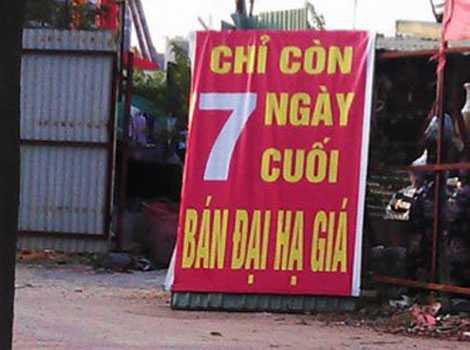 CHỈ CÒN
7 NGÀY
CUỐI
BÁN ĐẠI HẠ GIÁ